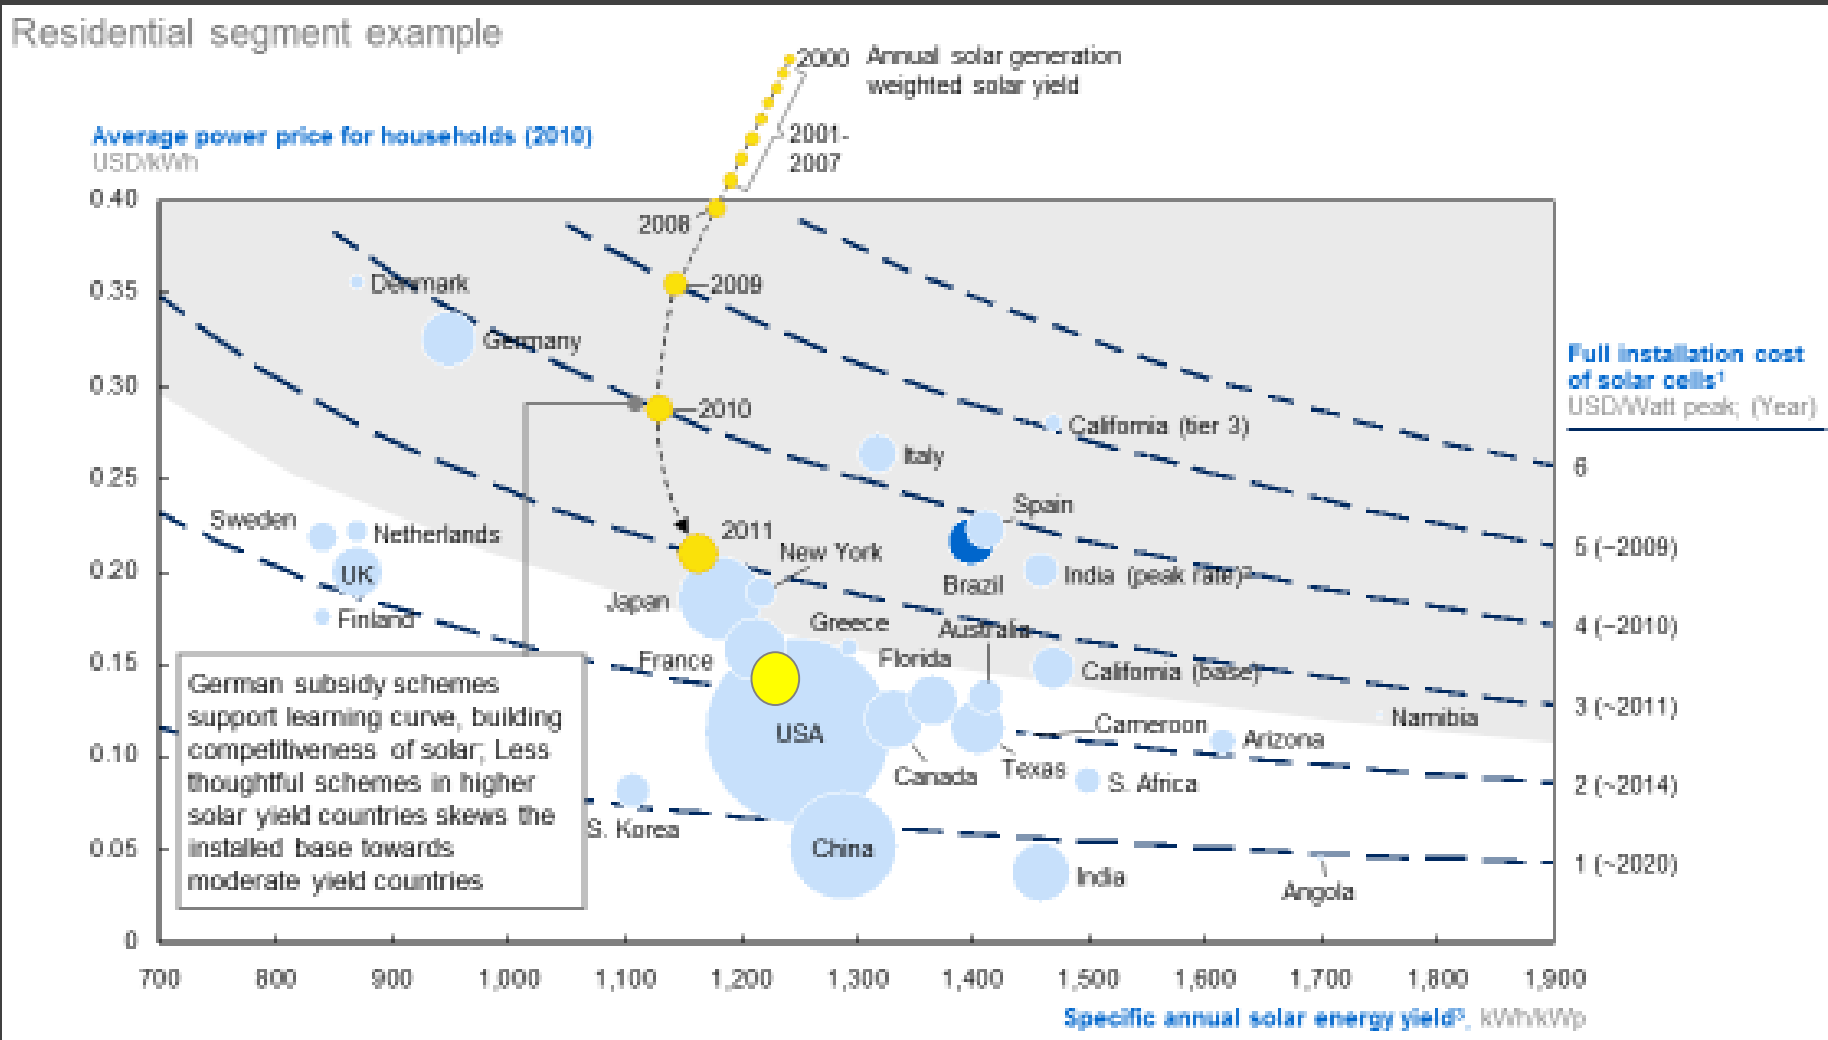 Residential segment example
2000 Annual solar generation
weighted solar yield
2001-
2007
Average power price for households (2010)
USD/kWh
0.40
0.35
0.30
0.25
0.20
0.15
0.10
0.05
0
2008
2009
2010
2011
Denmark
Germany
California (tier 3)
Italy
Spain
Sweden
Netherlands
New York
Brazil
India (peak rate)²
UK
Japan
Finland
Greece
Australia
France
Florida
California (base)
USA
Namibia
Cameroon
Arizona
Canada
Texas
S. Africa
S. Korea
China
India
Angola
German subsidy schemes
support learning curve, building
competitiveness of solar; Less
thoughtful schemes in higher
solar yield countries skews the
installed base towards
moderate yield countries
Full installation cost
of solar cells¹
USD/Watt peak; (Year)
6
5 (~2009)
4 (~2010)
3 (~2011)
2 (~2014)
1 (~2020)
700 800 900 1,000 1,100 1,200 1,300 1,400 1,500 1,600 1,700 1,800 1,900
Specific annual solar energy yield³, kWh/kWp